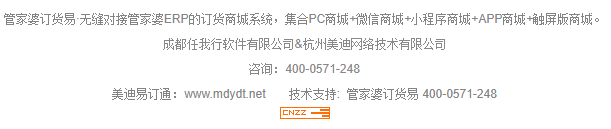 管家婆订货易·无缝对接管家婆ERP的订货商城系统，集合PC商城+微信商城+小程序商城+APP商城+触屏版商城。
成都任我行软件有限公司&杭州美迪网络技术有限公司
咨询：400-0571-248
美迪易订通：www.mdydt.net 技术支持: 管家婆订货易 400-0571-248
CNZZ